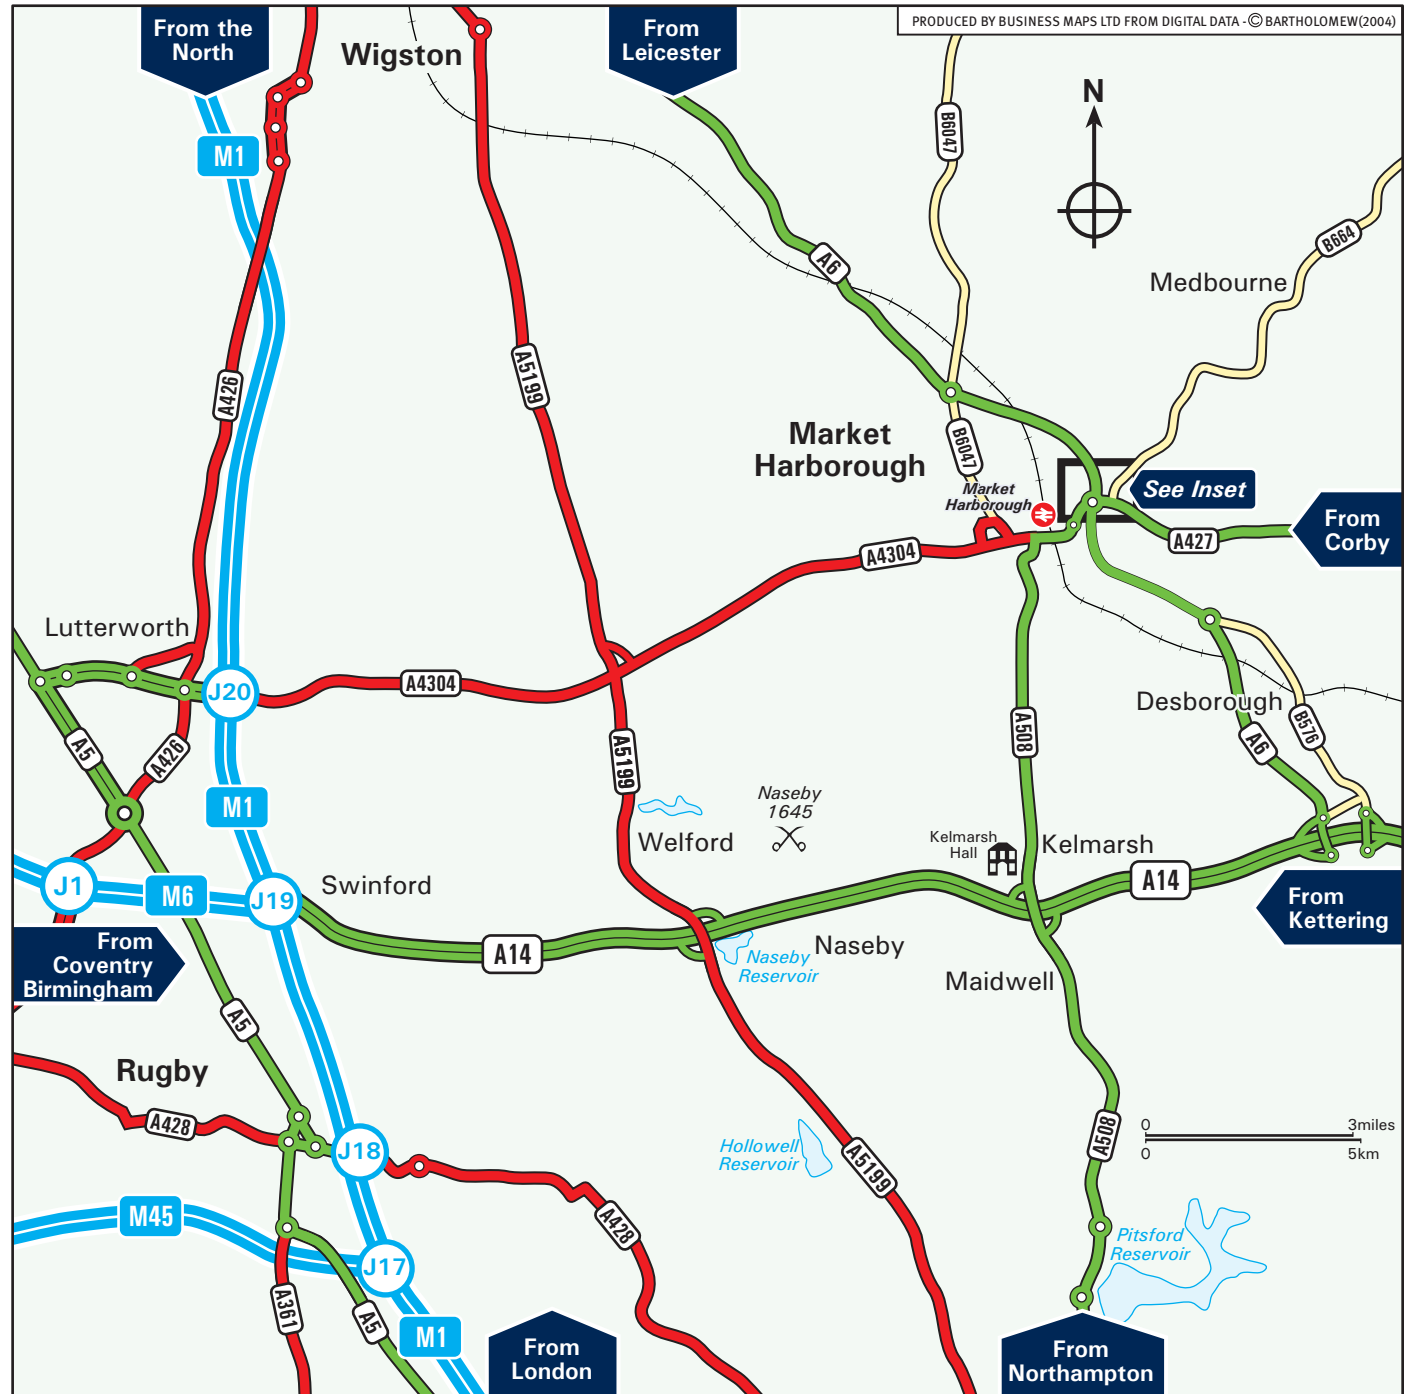 PRODUCED BY BUSINESS MAPS LTD FROM DIGITAL DATA - © BARTHOLOMEW(2004)
From the
North
Wigston
From
Leicester
N
M1
B6047
B664
A6
Medbourne
A5199
A426
Market
Harborough
B6047
Market
Harborough
See Inset
From
Corby
A427
A4304
Lutterworth
J20
A4304
Desborough
A508
B576
A6
A5
A426
A5199
M1
Naseby
1645
Welford
Kelmarsh
Hall
Kelmarsh
J1
M6
J19
Swinford
A14
From
Kettering
From
Coventry
Birmingham
A14
Naseby
Naseby
Reservoir
Maidwell
A5
Rugby
A428
J18
Hollowell
Reservoir
A5199
A508
0
3miles
0
5km
M45
A428
Pitsford
Reservoir
J17
A361
A5
M1
From
London
From
Northampton